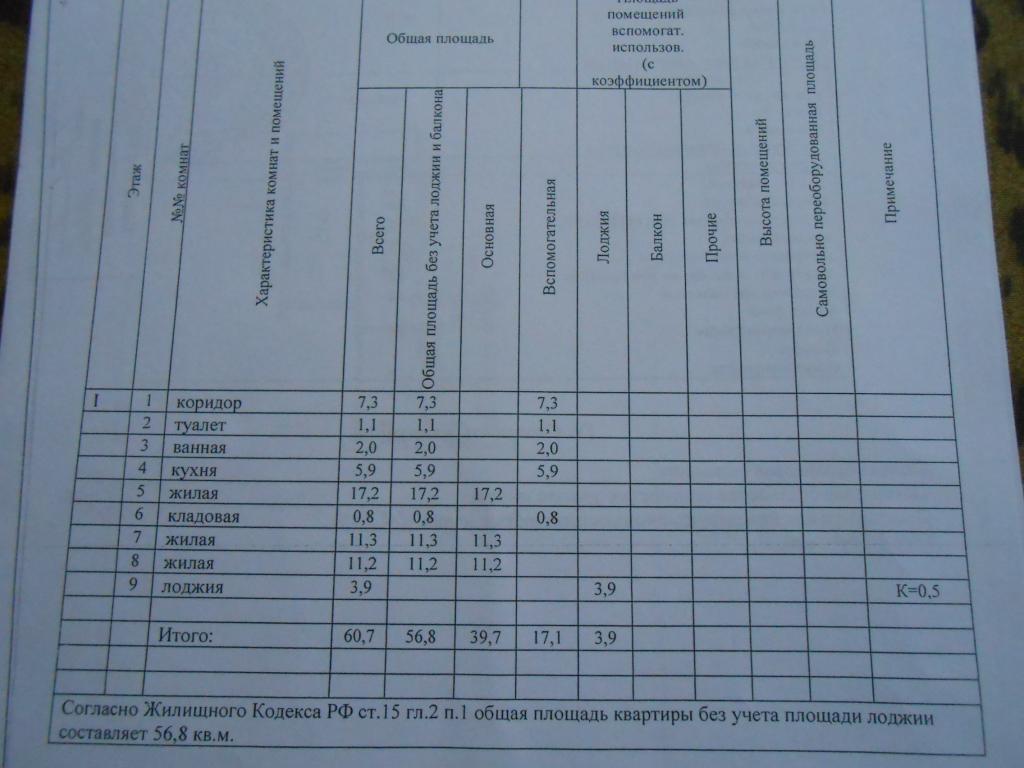 Площадь
помещений
вспомогат.
использов.
(с
коэффициентом)
Общая площадь
Этаж
№№ комнат
Характеристика комнат и помещений
Всего
Общая площадь без учета лоджии и балкона
Основная
Вспомогательная
Лоджия
Балкон
Прочие
Высота помещений
Самовольно переоборудованная площадь
Примечание
I 1 коридор 7,3 7,3 7,3
2 туалет 1,1 1,1 1,1
3 ванная 2,0 2,0 2,0
4 кухня 5,9 5,9 5,9
5 жилая 17,2 17,2 17,2
6 кладовая 0,8 0,8 0,8
7 жилая 11,3 11,3 11,3
8 жилая 11,2 11,2 11,2
9 лоджия 3,9 3,9 К=0,5
Итого: 60,7 56,8 39,7 17,1 3,9
Согласно Жилищного Кодекса РФ ст.15 гл.2 п.1 общая площадь квартиры без учета площади лоджии
составляет 56,8 кв.м.